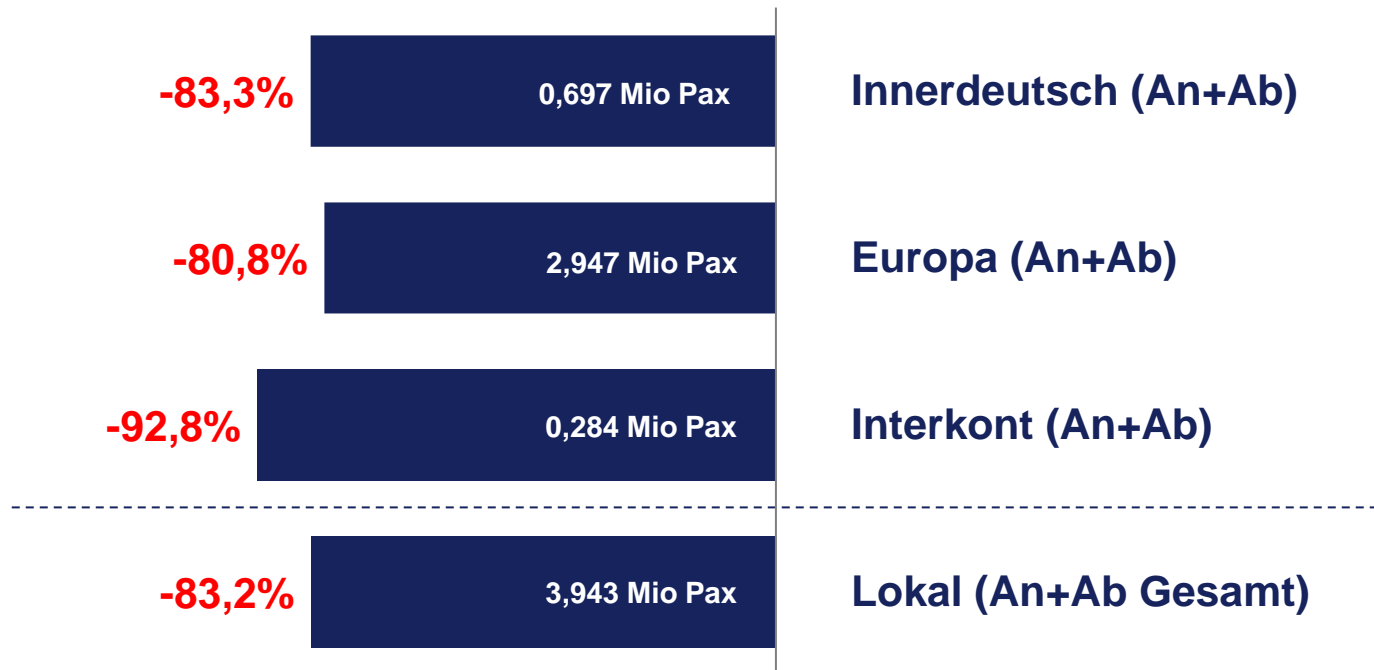 -83,3% 0,697 Mio Pax Innerdeutsch (An+Ab)
-80,8% 2,947 Mio Pax Europa (An+Ab)
-92,8% 0,284 Mio Pax Interkont (An+Ab)
-83,2% 3,943 Mio Pax Lokal (An+Ab Gesamt)